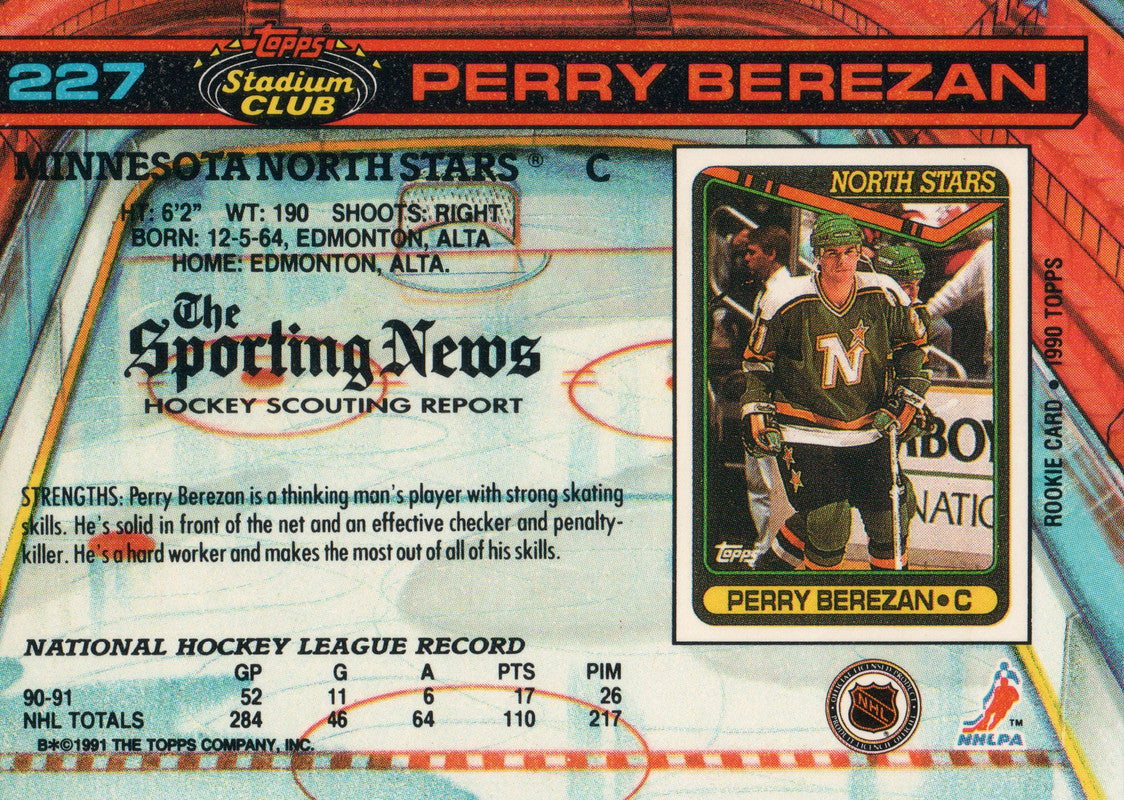 227
Topps
Stadium
CLUB
PERRY BEREZAN
MINNESOTA NORTH STARS ® C
HT: 6'2" WT: 190 SHOOTS: RIGHT
BORN: 12-5-64, EDMONTON, ALTA
HOME: EDMONTON, ALTA.
The
Sporting News
HOCKEY SCOUTING REPORT
STRENGTHS: Perry Berezan is a thinking man's player with strong skating
skills. He's solid in front of the net and an effective checker and penalty-
killer. He's a hard worker and makes the most out of all of his skills.
NORTH STARS
N
topps
PERRY BEREZAN • C
ROOKIE CARD • 1990 TOPPS
NATIONAL HOCKEY LEAGUE RECORD
GP G A PTS PIM
90-91 52 11 6 17 26
NHL TOTALS 284 46 64 110 217
B*©1991 THE TOPPS COMPANY, INC.
NHL
NHLPA
TM